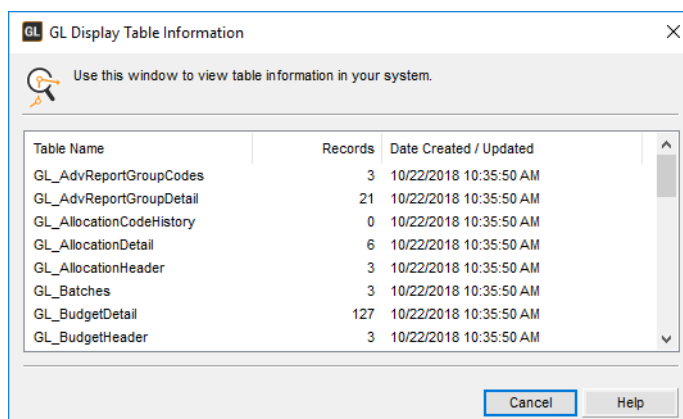 GL GL Display Table Information
Use this window to view table information in your system.
Table Name Records Date Created / Updated
GL_AdvReportGroupCodes 3 10/22/2018 10:35:50 AM
GL_AdvReportGroupDetail 21 10/22/2018 10:35:50 AM
GL_AllocationCodeHistory 0 10/22/2018 10:35:50 AM
GL_AllocationDetail 6 10/22/2018 10:35:50 AM
GL_AllocationHeader 3 10/22/2018 10:35:50 AM
GL_Batches 3 10/22/2018 10:35:50 AM
GL_BudgetDetail 127 10/22/2018 10:35:50 AM
GL_BudgetHeader 3 10/22/2018 10:35:50 AM
Cancel Help